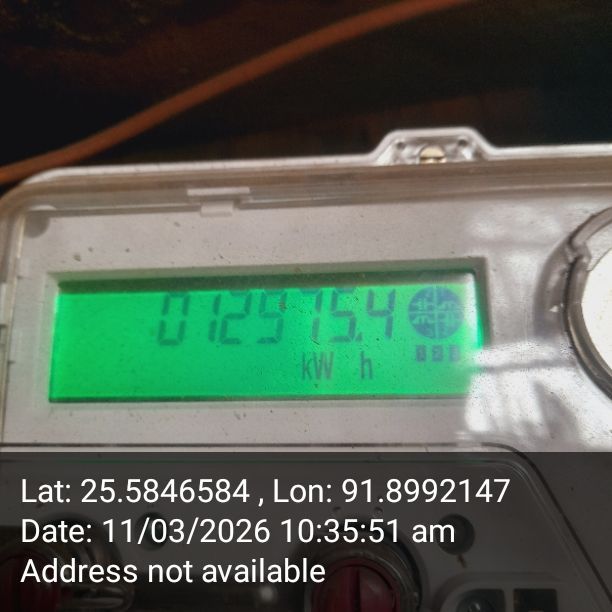 012575.4
kW h
Lat: 25.5846584 , Lon: 91.8992147
Date: 11/03/2026 10:35:51 am
Address not available